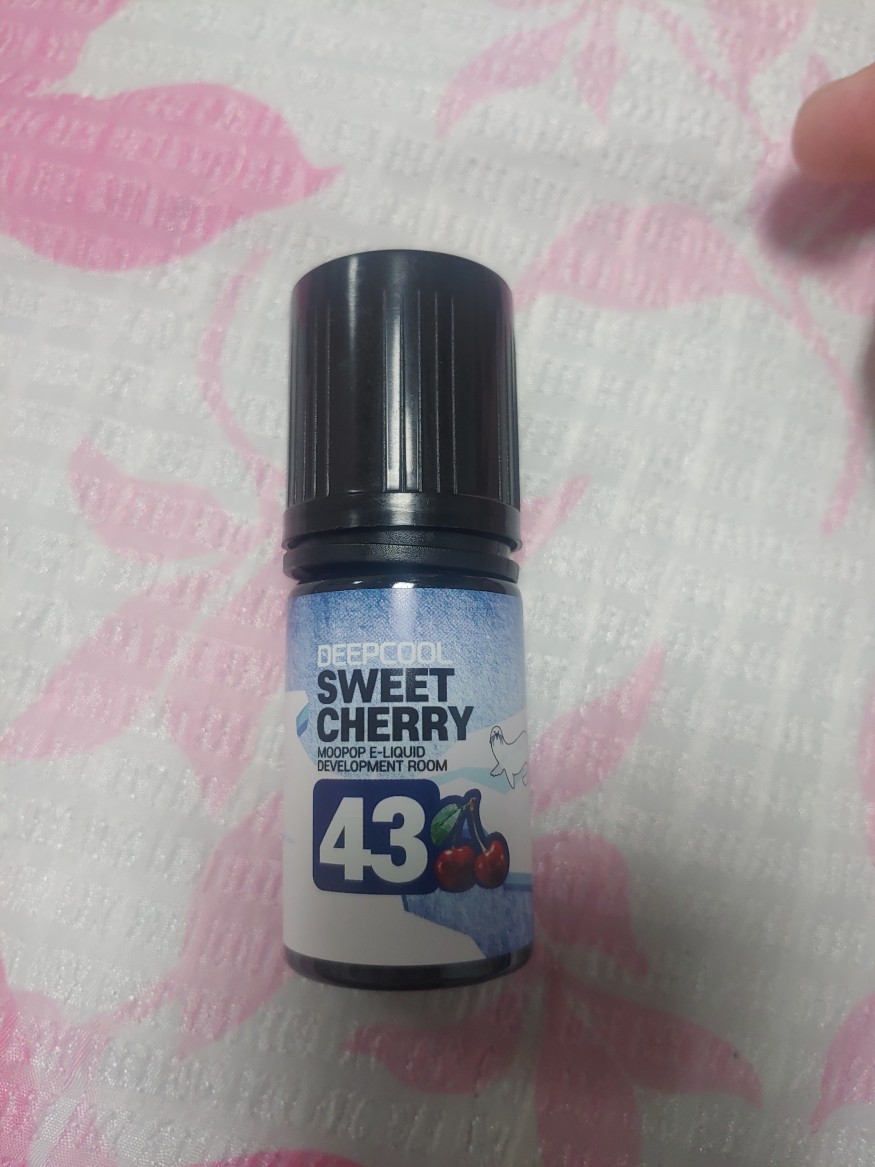 DEEPCOOL
SWEET
CHERRY
MOOPOP E-LIQUID
DEVELOPMENT ROOM
43